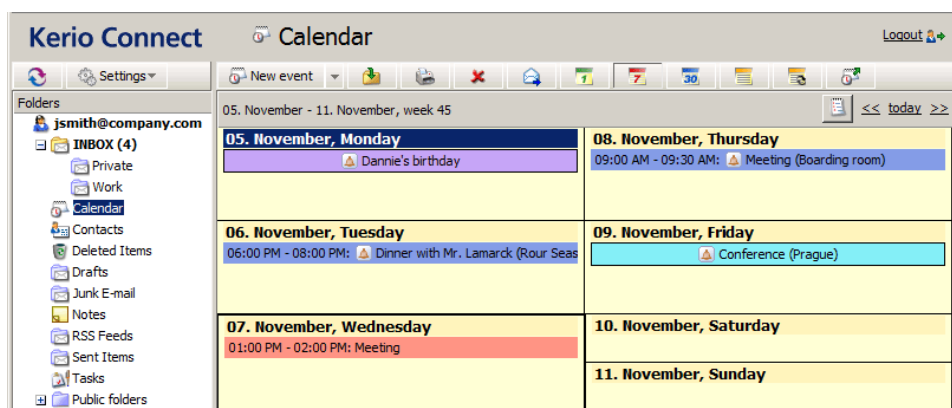 Kerio Connect
Calendar
Logout
Settings
New event
1
7
30
Folders
05. November - 11. November, week 45
<< today >>
jsmith@company.com
INBOX (4)
Private
Work
Calendar
Contacts
Deleted Items
Drafts
Junk E-mail
Notes
RSS Feeds
Sent Items
Tasks
Public folders
05. November, Monday
Dannie's birthday
06. November, Tuesday
06:00 PM - 08:00 PM: Dinner with Mr. Lamarck (Rour Seas
07. November, Wednesday
01:00 PM - 02:00 PM: Meeting
08. November, Thursday
09:00 AM - 09:30 AM: Meeting (Boarding room)
09. November, Friday
Conference (Prague)
10. November, Saturday
11. November, Sunday